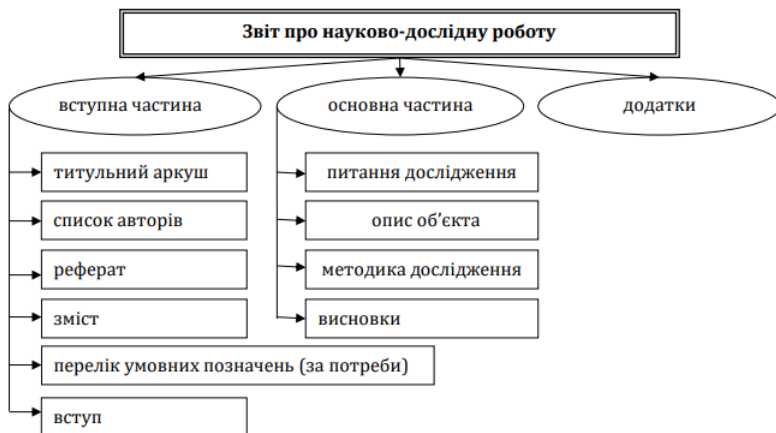 Звіт про науково-дослідну роботу
вступна частина
основна частина
додатки
титульний аркуш
список авторів
реферат
зміст
перелік умовних позначень (за потреби)
вступ
питання дослідження
опис об’єкта
методика дослідження
висновки